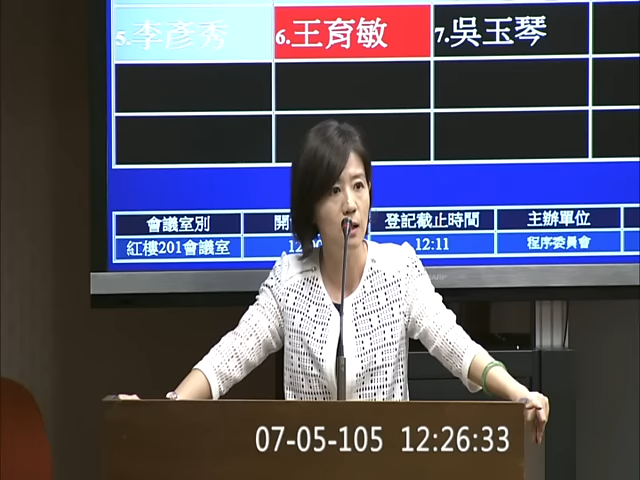 5.李彥秀 6.王育敏 7.吳玉琴
會議室別 開 登記截止時間 主辦單位
紅樓201會議室 12:11 程序委員會
SHARP
07-05-105 12:26:33